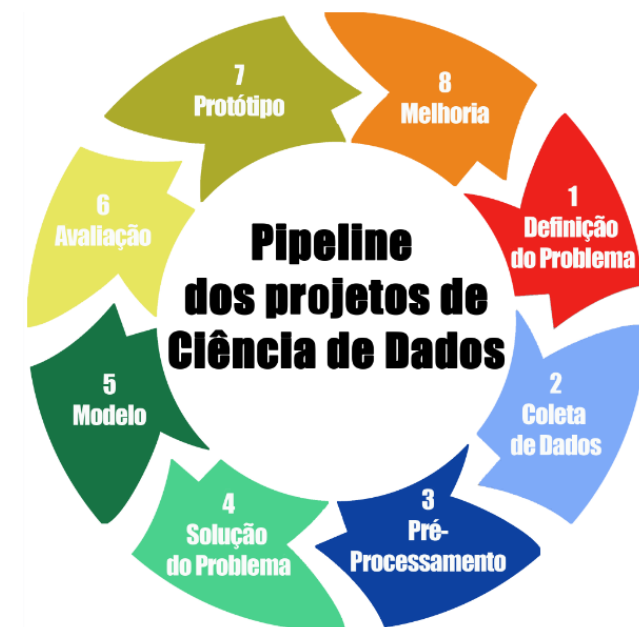 Pipeline
dos projetos de
Ciência de Dados
1
Definição
do Problema
2
Coleta
de Dados
3
Pré-
Processamento
4
Solução
do Problema
5
Modelo
6
Avaliação
7
Protótipo
8
Melhoria